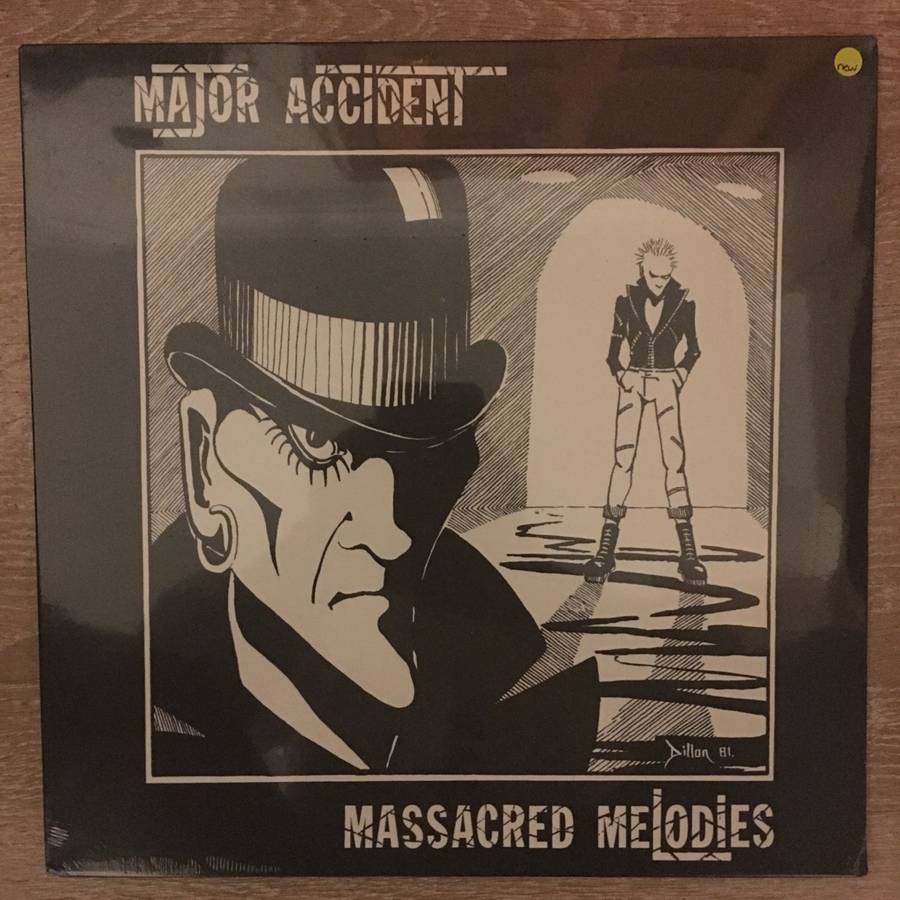 MAJOR ACCIDENT
new
Dillon 81.
MASSACRED MELODIES